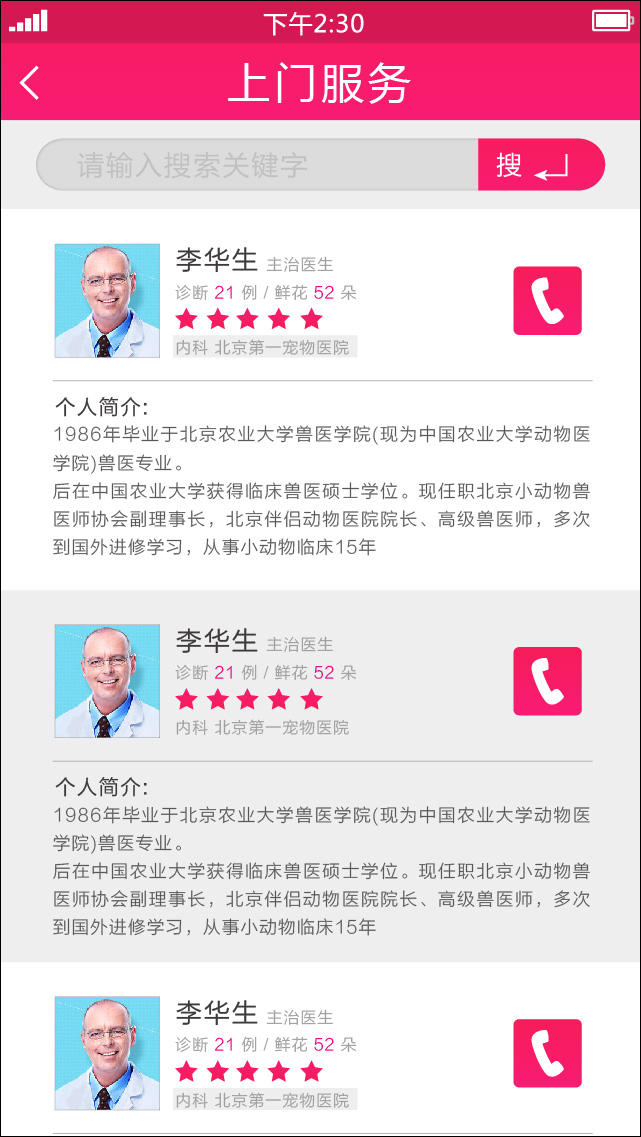 下午2:30
上门服务
请输入搜索关键字
搜
李华生 主治医生
诊断 21 例 / 鲜花 52 朵
内科 北京第一宠物医院
个人简介:
1986年毕业于北京农业大学兽医学院(现为中国农业大学动物医
学院)兽医专业。
后在中国农业大学获得临床兽医硕士学位。现任职北京小动物兽
医师协会副理事长，北京伴侣动物医院院长、高级兽医师，多次
到国外进修学习，从事小动物临床15年
李华生 主治医生
诊断 21 例 / 鲜花 52 朵
内科 北京第一宠物医院
个人简介:
1986年毕业于北京农业大学兽医学院(现为中国农业大学动物医
学院)兽医专业。
后在中国农业大学获得临床兽医硕士学位。现任职北京小动物兽
医师协会副理事长，北京伴侣动物医院院长、高级兽医师，多次
到国外进修学习，从事小动物临床15年
李华生 主治医生
诊断 21 例 / 鲜花 52 朵
内科 北京第一宠物医院